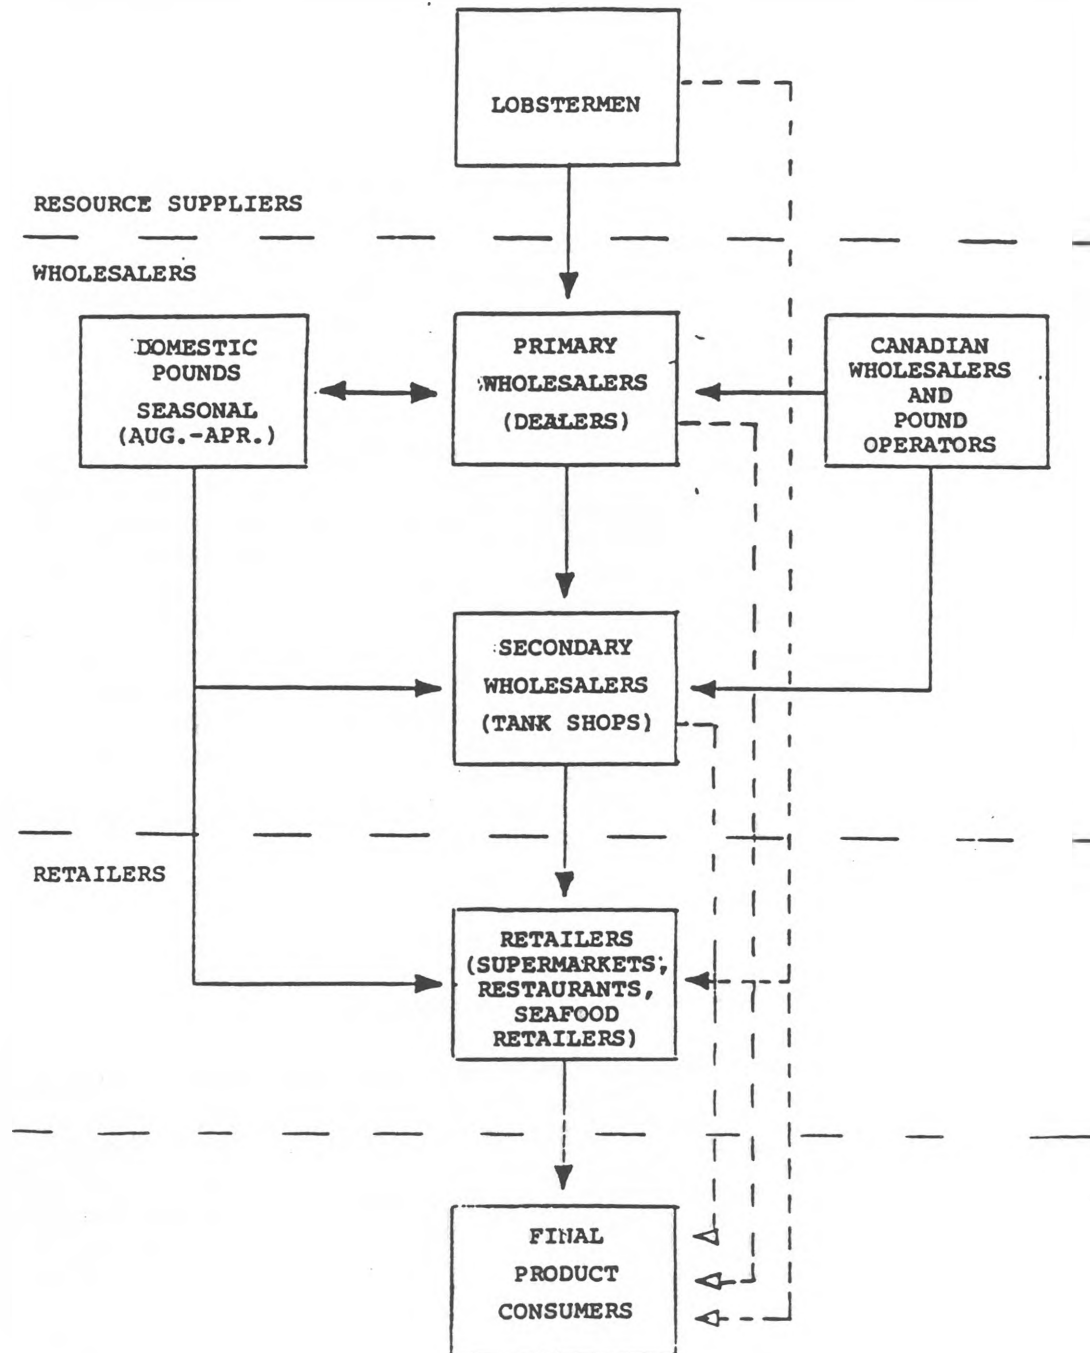 LOBSTERMEN
RESOURCE SUPPLIERS
WHOLESALERS
DOMESTIC
POUNDS
SEASONAL
(AUG.-APR.)
PRIMARY
WHOLESALERS
(DEALERS)
CANADIAN
WHOLESALERS
AND
POUND
OPERATORS
SECONDARY
WHOLESALERS
(TANK SHOPS)
RETAILERS
RETAILERS
(SUPERMARKETS,
RESTAURANTS,
SEAFOOD
RETAILERS)
FINAL
PRODUCT
CONSUMERS